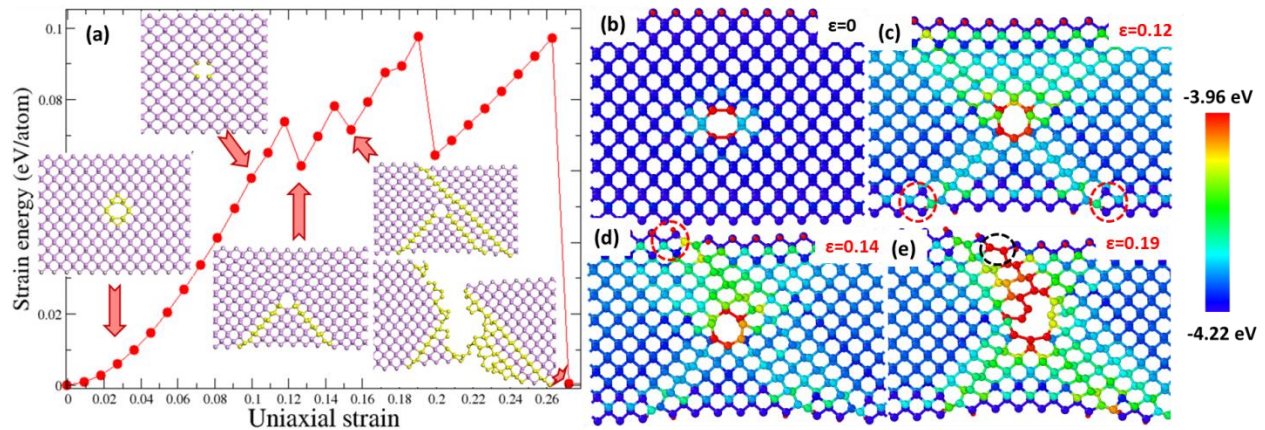 (a)
Strain energy (eV/atom)
0.1
0.08
0.06
0.04
0.02
0
0 0.02 0.04 0.06 0.08 0.1 0.12 0.14 0.16 0.18 0.2 0.22 0.24 0.26
Uniaxial strain
(b)
ε=0
(c)
ε=0.12
(d)
ε=0.14
(e)
ε=0.19
-3.96 eV
-4.22 eV